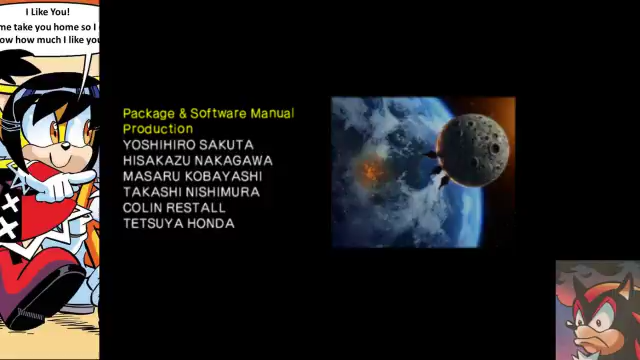 I Like You!
me take you home so I
ow how much I like you
Package & Software Manual
Production
YOSHIHIRO SAKUTA
HISAKAZU NAKAGAWA
MASARU KOBAYASHI
TAKASHI NISHIMURA
COLIN RESTALL
TETSUYA HONDA